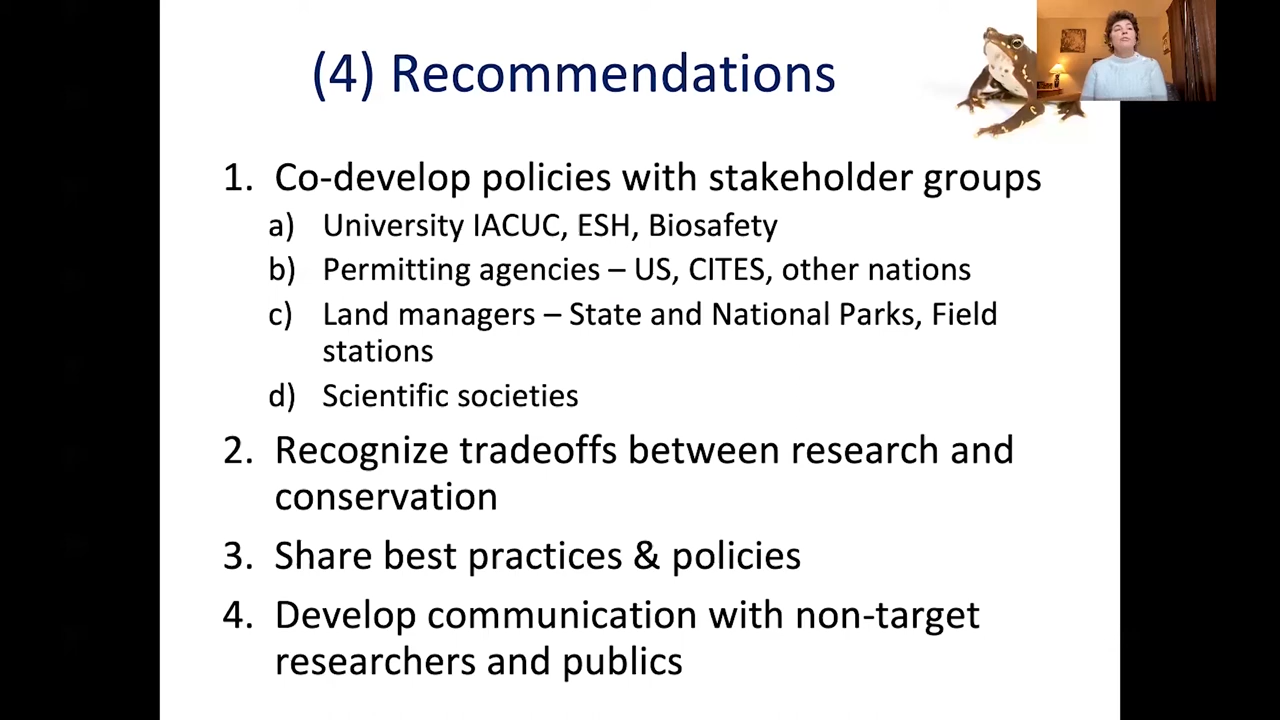 (4) Recommendations
1. Co-develop policies with stakeholder groups
a) University IACUC, ESH, Biosafety
b) Permitting agencies – US, CITES, other nations
c) Land managers – State and National Parks, Field
stations
d) Scientific societies
2. Recognize tradeoffs between research and
conservation
3. Share best practices & policies
4. Develop communication with non-target
researchers and publics